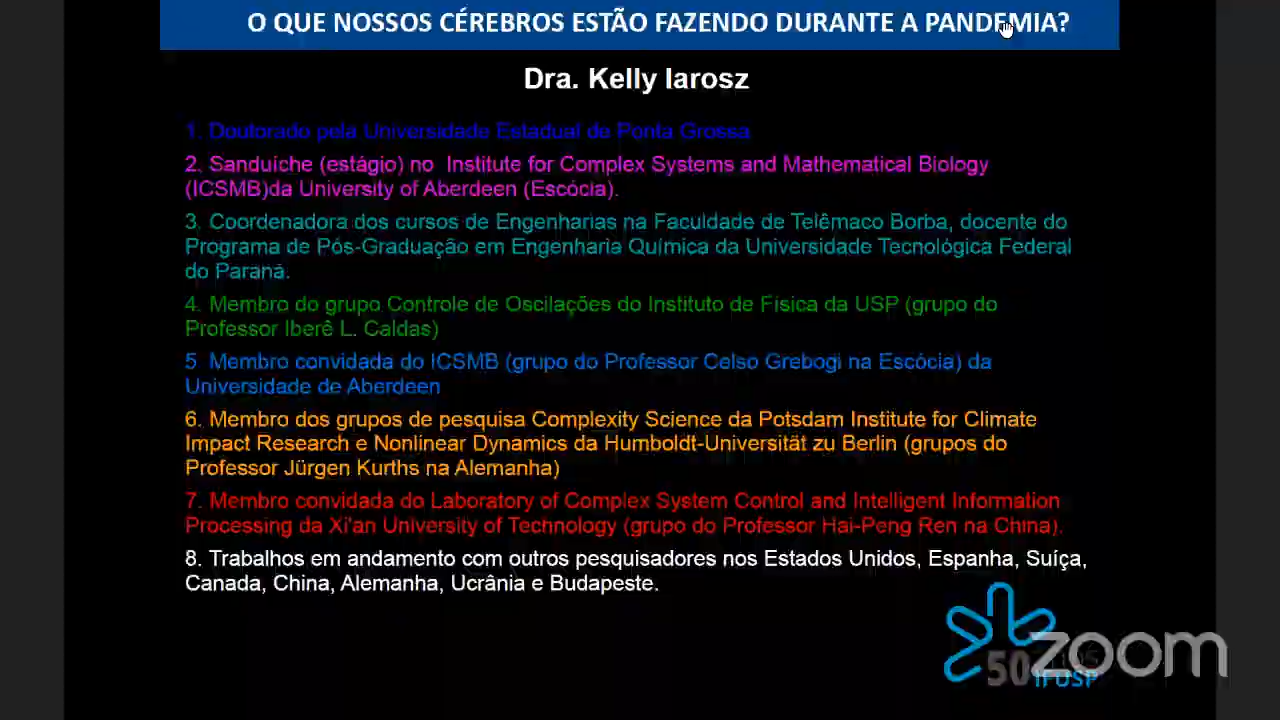 O QUE NOSSOS CÉREBROS ESTÃO FAZENDO DURANTE A PANDEMIA?
Dra. Kelly Iarosz
1. Doutorado pela Universidade Estadual de Ponta Grossa
2. Sanduíche (estágio) no Institute for Complex Systems and Mathematical Biology
(ICSMB)da University of Aberdeen (Escócia).
3. Coordenadora dos cursos de Engenharias na Faculdade de Telêmaco Borba, docente do
Programa de Pós-Graduação em Engenharia Química da Universidade Tecnológica Federal
do Paraná.
4. Membro do grupo Controle de Oscilações do Instituto de Física da USP (grupo do
Professor Iberê L. Caldas)
5 Membro convidada do ICSMB (grupo do Professor Celso Grebogi na Escócia) da
Universidade de Aberdeen
6. Membro dos grupos de pesquisa Complexity Science da Potsdam Institute for Climate
Impact Research e Nonlinear Dynamics da Humboldt-Universität zu Berlin (grupos do
Professor Jürgen Kurths na Alemanha)
7. Membro convidada do Laboratory of Complex System Control and Intelligent Information
Processing da Xi'an University of Technology (grupo do Professor Hai-Peng Ren na China).
8. Trabalhos em andamento com outros pesquisadores nos Estados Unidos, Espanha, Suíça,
Canada, China, Alemanha, Ucrânia e Budapeste.
50 zoom
IFUSP